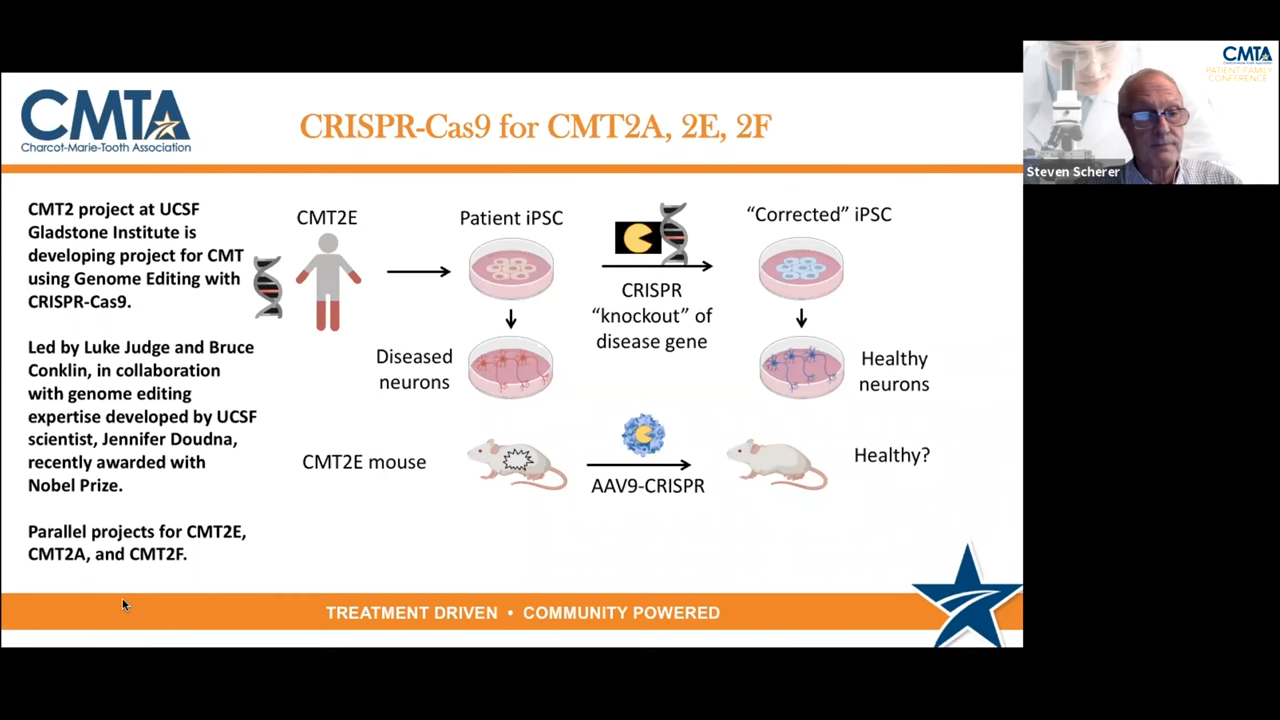 CMTA
Charcot-Marie-Tooth Association
CRISPR-Cas9 for CMT2A, 2E, 2F
CMT2 project at UCSF
Gladstone Institute is
developing project for CMT
using Genome Editing with
CRISPR-Cas9.
Led by Luke Judge and Bruce
Conklin, in collaboration
with genome editing
expertise developed by UCSF
scientist, Jennifer Doudna,
recently awarded with
Nobel Prize.
Parallel projects for CMT2E,
CMT2A, and CMT2F.
CMT2E
Patient iPSC
"Corrected" iPSC
CRISPR
"knockout" of
disease gene
Diseased
neurons
Healthy
neurons
CMT2E mouse
AAV9-CRISPR
Healthy?
TREATMENT DRIVEN • COMMUNITY POWERED
CMTA
PATIENT/FAMILY
CONFERENCE
Steven Scherer